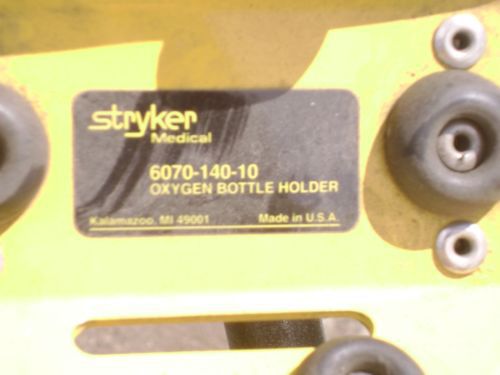 stryker
Medical
6070-140-10
OXYGEN BOTTLE HOLDER
Kalamazoo, MI 49001 Made in U.S.A.